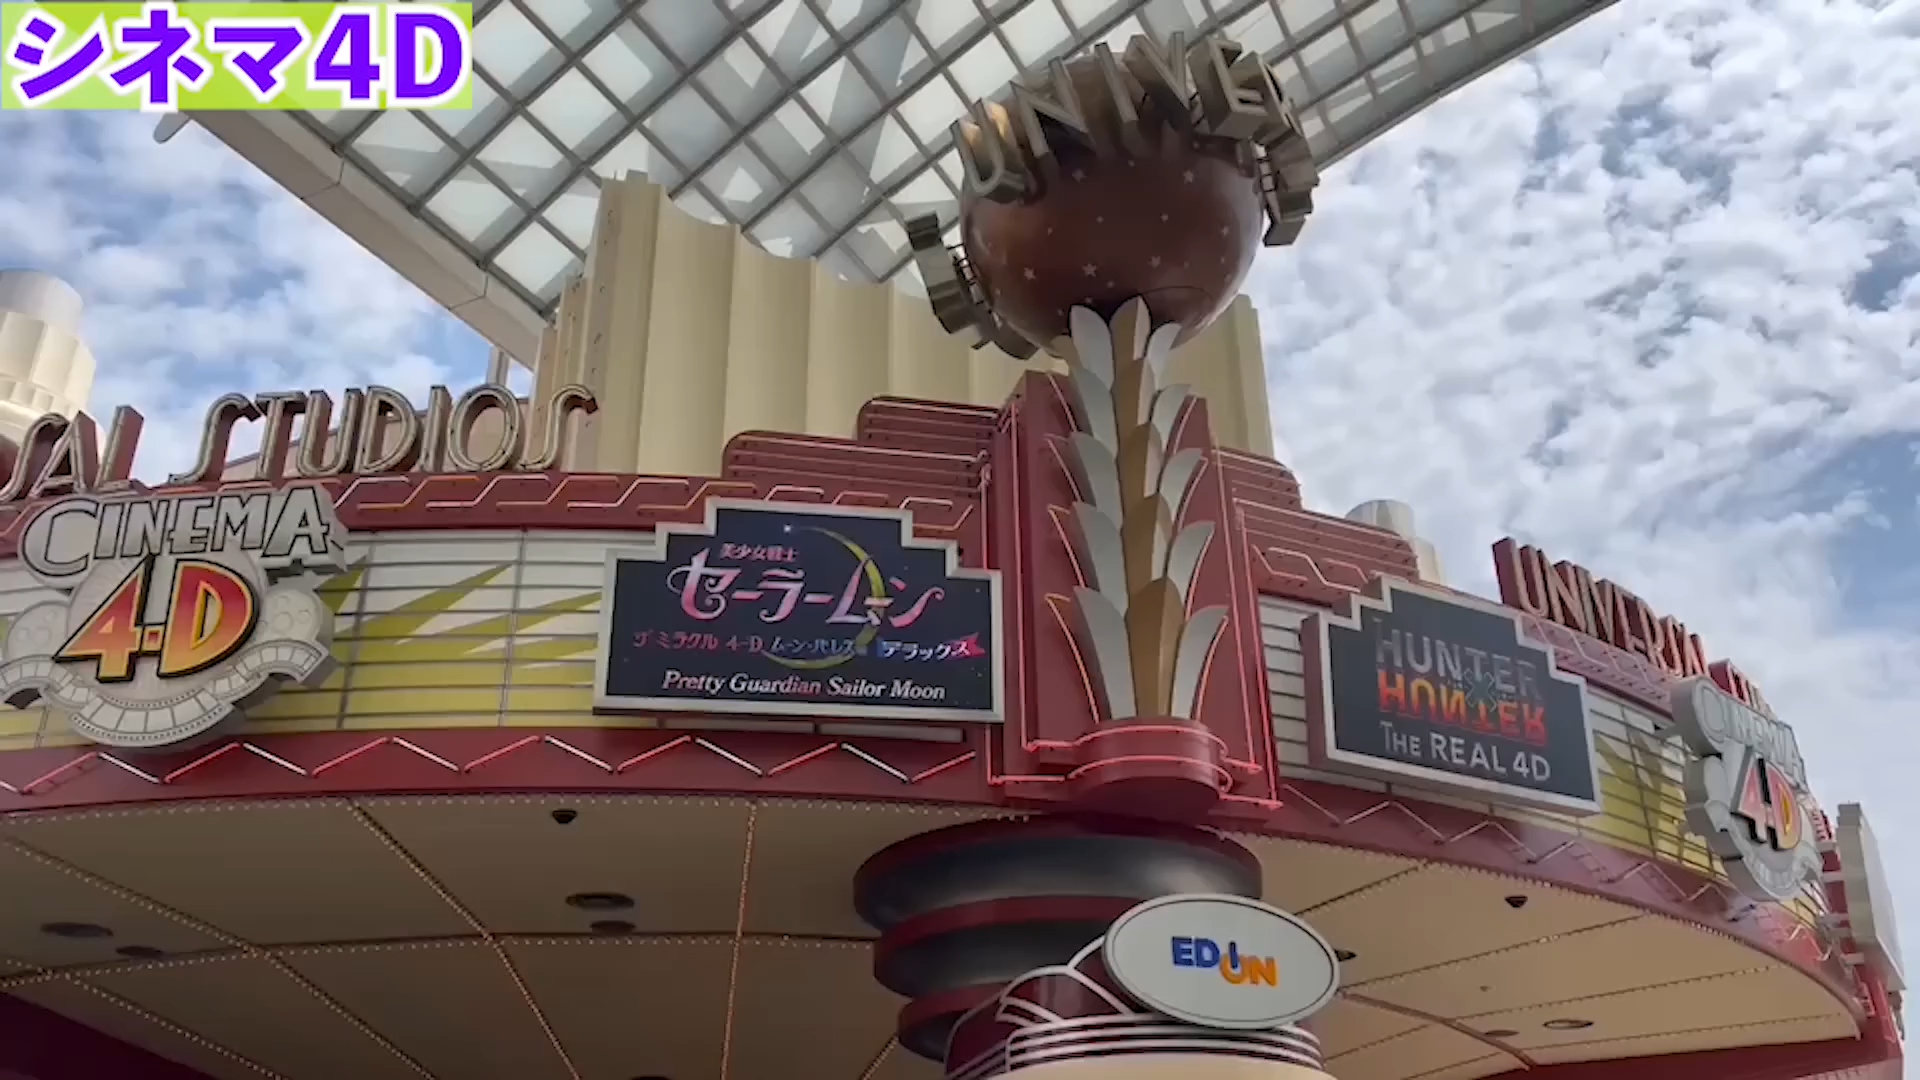 シネマ4D
UNIVER
SAL STUDIOS
CINEMA
4-D
美少女戦士
セーラームーン
ザ・ミラクル 4-D ムーン・パレス デラックス
Pretty Guardian Sailor Moon
UNIVERSAL
HUNTER
HUNTER
THE REAL 4D
CINEMA
4-D
EDION